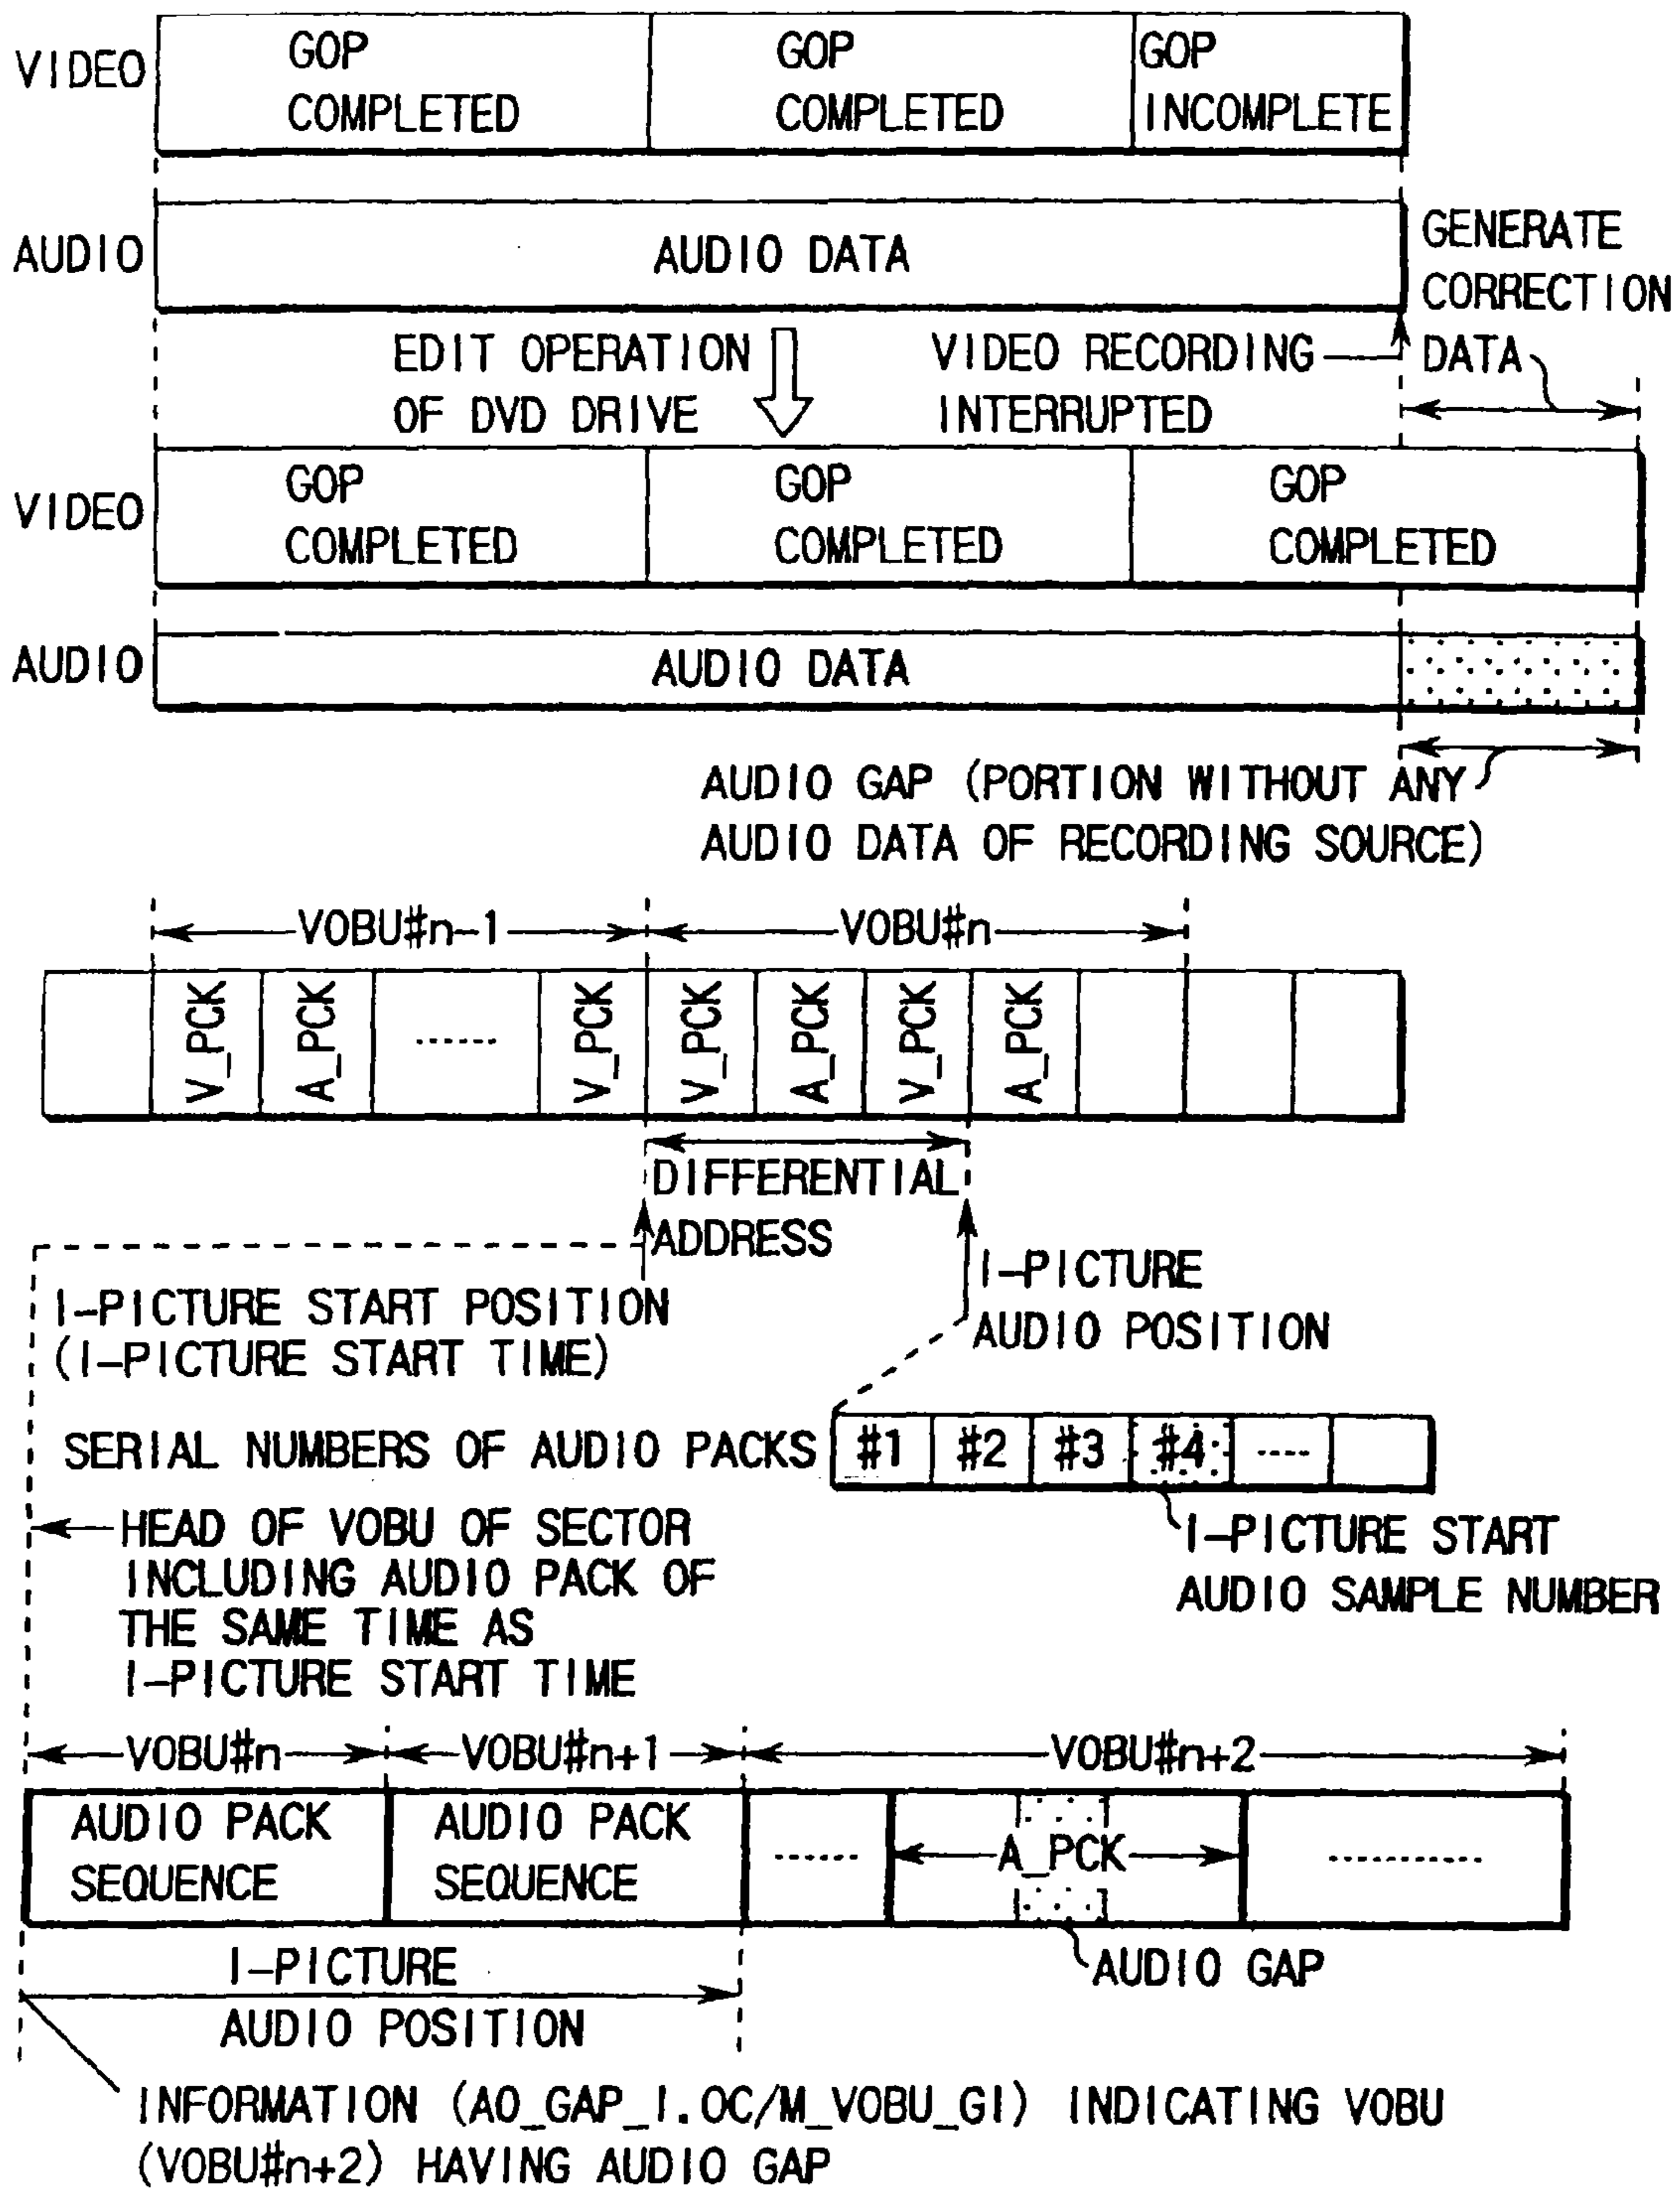 VIDEO
GOP
COMPLETED
GOP
COMPLETED
GOP
INCOMPLETE
AUDIO
AUDIO DATA
GENERATE
CORRECTION
DATA
EDIT OPERATION
OF DVD DRIVE
VIDEO RECORDING
INTERRUPTED
VIDEO
GOP
COMPLETED
GOP
COMPLETED
GOP
COMPLETED
AUDIO
AUDIO DATA
AUDIO GAP (PORTION WITHOUT ANY
AUDIO DATA OF RECORDING SOURCE)
VOBU#n-1
VOBU#n
V_PCK
A_PCK
V_PCK
V_PCK
A_PCK
V_PCK
A_PCK
DIFFERENTIAL
ADDRESS
I-PICTURE START POSITION
(I-PICTURE START TIME)
I-PICTURE
AUDIO POSITION
SERIAL NUMBERS OF AUDIO PACKS
#1
#2
#3
#4
I-PICTURE START
AUDIO SAMPLE NUMBER
HEAD OF VOBU OF SECTOR
INCLUDING AUDIO PACK OF
THE SAME TIME AS
I-PICTURE START TIME
VOBU#n
VOBU#n+1
VOBU#n+2
AUDIO PACK
SEQUENCE
AUDIO PACK
SEQUENCE
A_PCK
AUDIO GAP
I-PICTURE
AUDIO POSITION
INFORMATION (A0_GAP_I.OC/M_VOBU_GI) INDICATING VOBU
(VOBU#n+2) HAVING AUDIO GAP